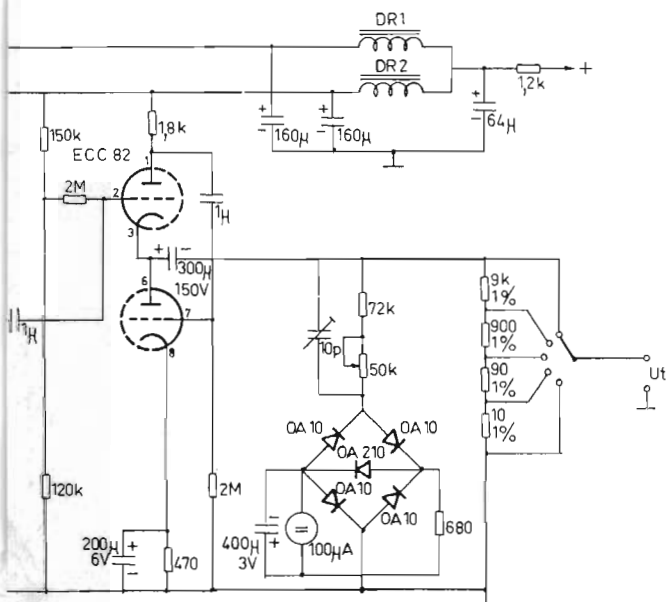 DR1
DR2
1,2k
+
+
-
160µ
+
-
160µ
+
-
64µ
150k
1,8k
ECC 82
1
2M
2
3
1µ
+ -
300µ
150V
6
7
8
1µ
72k
10p
50k
9k
1%
900
1%
90
1%
10
1%
Ut
OA 10
OA 10
OA 210
OA 10
OA 10
120k
2M
200µ
6V
+
-
470
-
+
400µ
3V
100µA
680